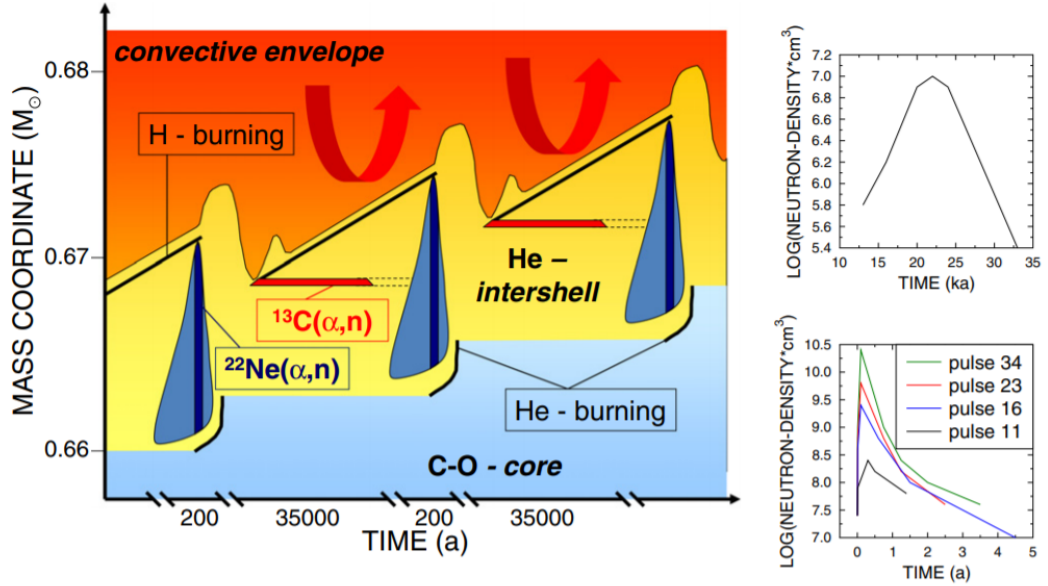 convective envelope
MASS COORDINATE (M☉)
0.68
0.67
0.66
H - burning
He –
intershell
¹³C(α,n)
²²Ne(α,n)
He - burning
C-O - core
200 35000 200 35000
TIME (a)
LOG(NEUTRON-DENSITY*cm³)
7.2
7.0
6.8
6.6
6.4
6.2
6.0
5.8
5.6
5.4
10 15 20 25 30 35
TIME (ka)
LOG(NEUTRON-DENSITY*cm³)
10.5
10.0
9.5
9.0
8.5
8.0
7.5
7.0
pulse 34
pulse 23
pulse 16
pulse 11
0 1 2 3 4 5
TIME (a)